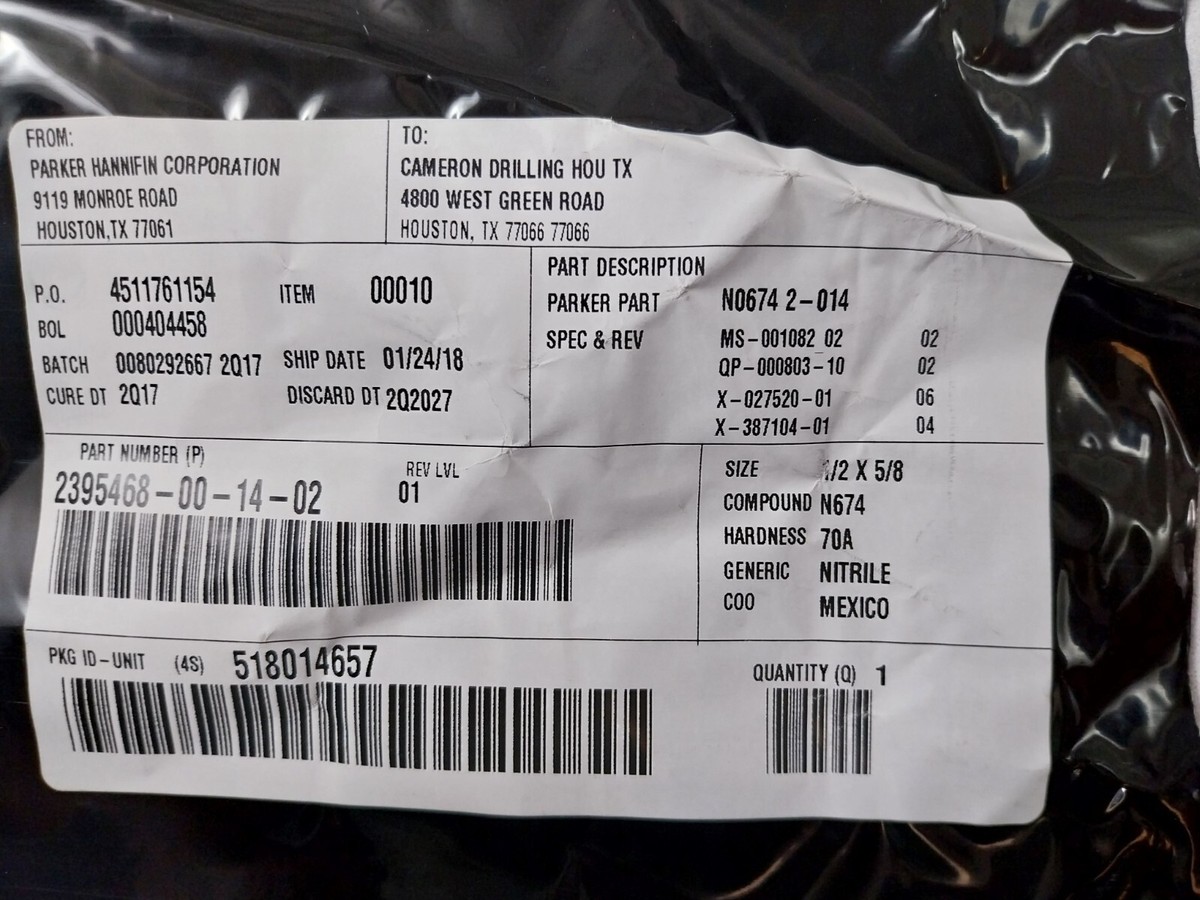 FROM:
PARKER HANNIFIN CORPORATION
9119 MONROE ROAD
HOUSTON,TX 77061
TO:
CAMERON DRILLING HOU TX
4800 WEST GREEN ROAD
HOUSTON, TX 77066 77066
P.O. 4511761154 ITEM 00010
BOL 000404458
BATCH 0080292667 2Q17 SHIP DATE 01/24/18
CURE DT 2Q17 DISCARD DT 2Q2027
PART DESCRIPTION
PARKER PART N0674 2-014
SPEC & REV MS-001082 02 02
QP-000803-10 02
X-027520-01 06
X-387104-01 04
PART NUMBER (P) REV LVL
2395468-00-14-02 01
SIZE 1/2 X 5/8
COMPOUND N674
HARDNESS 70A
GENERIC NITRILE
COO MEXICO
PKG ID-UNIT (4S) 518014657
QUANTITY (Q) 1